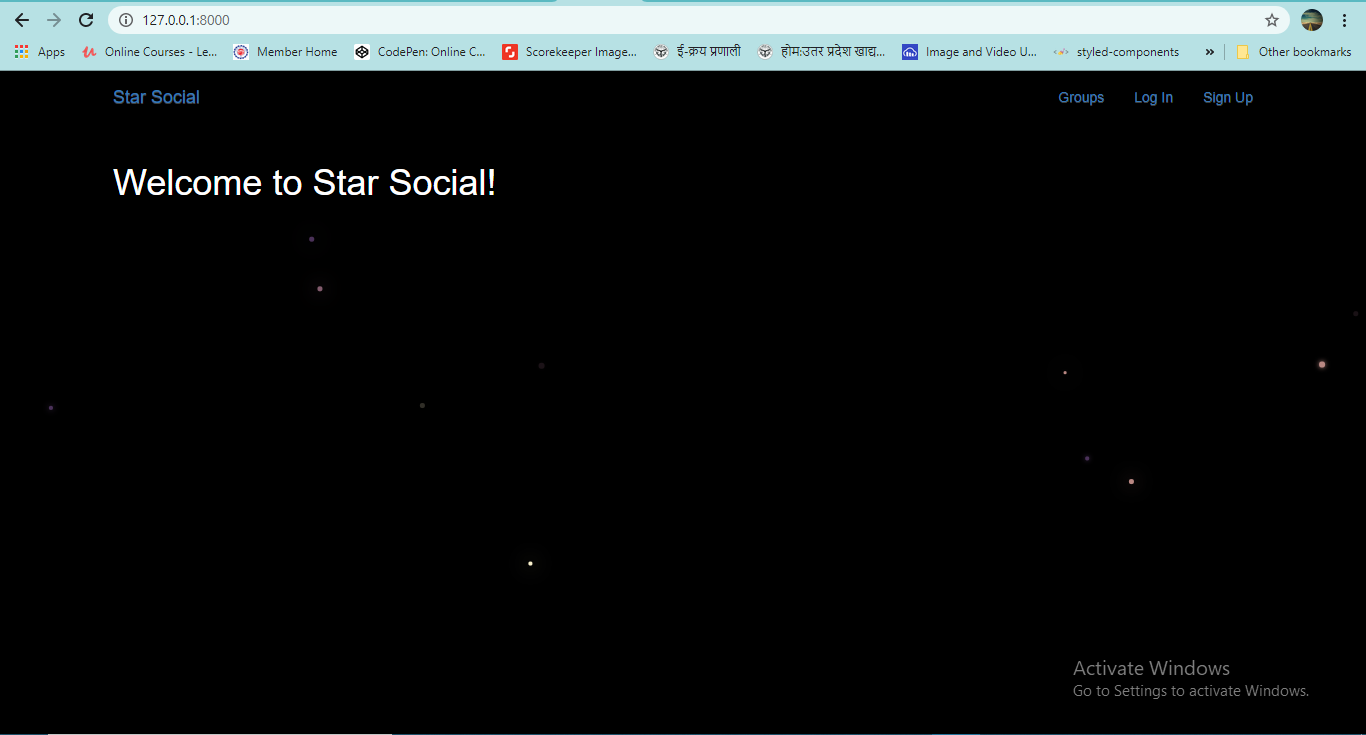 127.0.0.1:8000
Apps Online Courses - Le... Member Home CodePen: Online C... Scorekeeper Image... ई-क्रय प्रणाली होम:उतर प्रदेश खाद्य... Image and Video U... styled-components » Other bookmarks
Star Social Groups Log In Sign Up
Welcome to Star Social!
Activate Windows
Go to Settings to activate Windows.